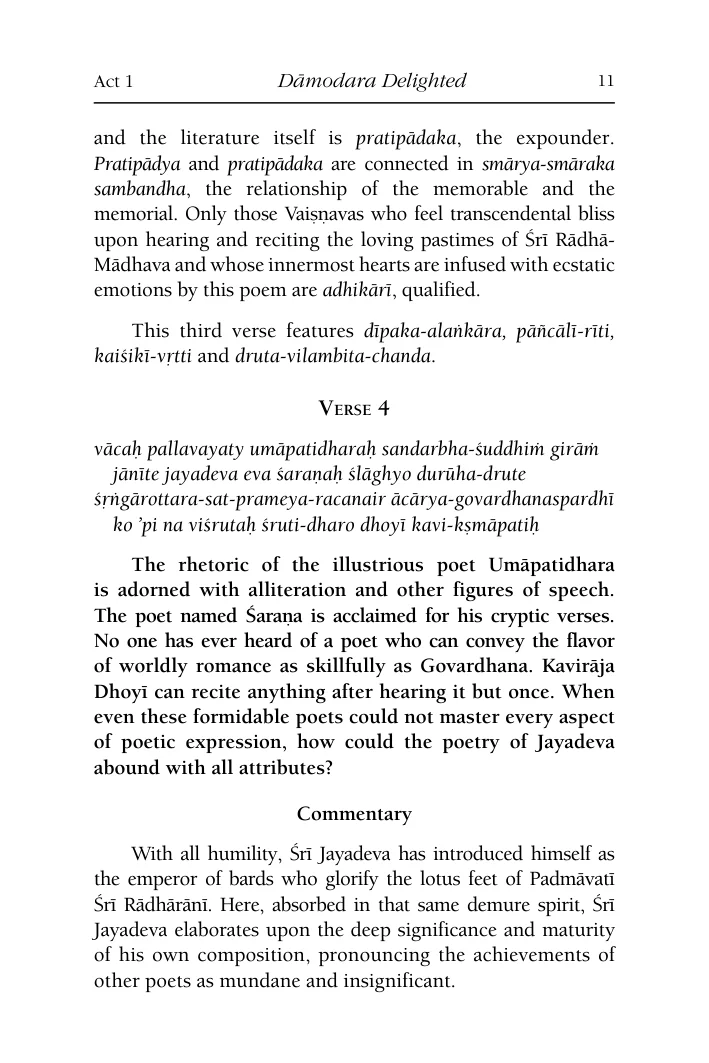 Act 1 Dāmodara Delighted 11
and the literature itself is pratipādaka, the expounder.
Pratipādya and pratipādaka are connected in smārya-smāraka
sambandha, the relationship of the memorable and the
memorial. Only those Vaiṣṇavas who feel transcendental bliss
upon hearing and reciting the loving pastimes of Śrī Rādhā-
Mādhava and whose innermost hearts are infused with ecstatic
emotions by this poem are adhikārī, qualified.
This third verse features dīpaka-alaṅkāra, pāñcālī-rīti,
kaiśikī-vṛtti and druta-vilambita-chanda.
Verse 4
vācaḥ pallavayaty umāpatidharaḥ sandarbha-śuddhiṁ girāṁ
jānīte jayadeva eva śaraṇaḥ ślāghyo durūha-drute
śṛṅgārottara-sat-prameya-racanair ācārya-govardhanaspardhī
ko ’pi na viśrutaḥ śruti-dharo dhoyī kavi-kṣmāpatiḥ
The rhetoric of the illustrious poet Umāpatidhara
is adorned with alliteration and other figures of speech.
The poet named Śaraṇa is acclaimed for his cryptic verses.
No one has ever heard of a poet who can convey the flavor
of worldly romance as skillfully as Govardhana. Kavirāja
Dhoyī can recite anything after hearing it but once. When
even these formidable poets could not master every aspect
of poetic expression, how could the poetry of Jayadeva
abound with all attributes?
Commentary
With all humility, Śrī Jayadeva has introduced himself as
the emperor of bards who glorify the lotus feet of Padmāvatī
Śrī Rādhārānī. Here, absorbed in that same demure spirit, Śrī
Jayadeva elaborates upon the deep significance and maturity
of his own composition, pronouncing the achievements of
other poets as mundane and insignificant.